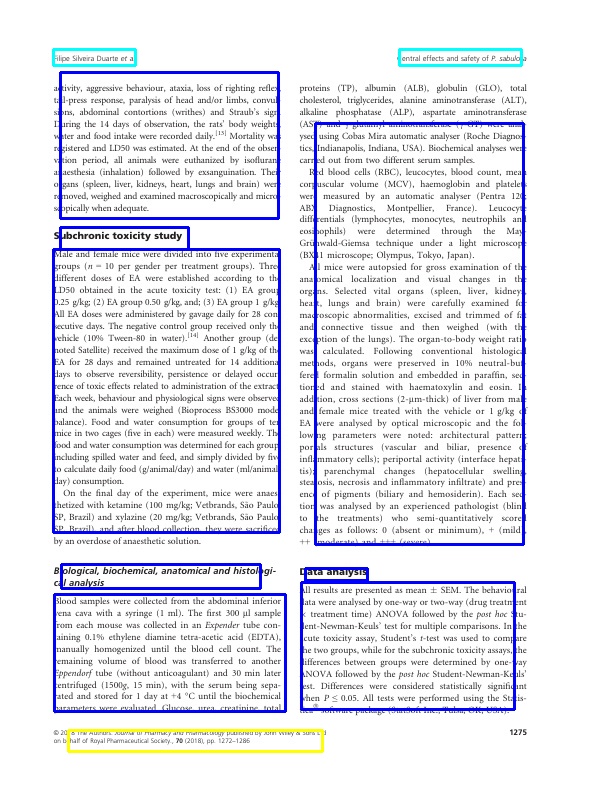 Filipe Silveira Duarte et al.
Central effects and safety of P. sabulosa
activity, aggressive behaviour, ataxia, loss of righting reflex,
tail-press response, paralysis of head and/or limbs, convul-
sions, abdominal contortions (writhes) and Straub's sign.
During the 14 days of observation, the rats' body weights,
water and food intake were recorded daily.[13] Mortality was
registered and LD50 was estimated. At the end of the obser-
vation period, all animals were euthanized by isoflurane
anaesthesia (inhalation) followed by exsanguination. Their
organs (spleen, liver, kidneys, heart, lungs and brain) were
removed, weighed and examined macroscopically and micro-
scopically when adequate.
Subchronic toxicity study
Male and female mice were divided into five experimental
groups (n = 10 per gender per treatment groups). Three
different doses of EA were established according to the
LD50 obtained in the acute toxicity test: (1) EA group
0.25 g/kg; (2) EA group 0.50 g/kg, and; (3) EA group 1 g/kg.
All EA doses were administered by gavage daily for 28 con-
secutive days. The negative control group received only the
vehicle (10% Tween-80 in water).[14] Another group (de-
noted Satellite) received the maximum dose of 1 g/kg of the
EA for 28 days and remained untreated for 14 additional
days to observe reversibility, persistence or delayed occur-
rence of toxic effects related to administration of the extract.
Each week, behaviour and physiological signs were observed
and the animals were weighed (Bioprocess BS3000 model
balance). Food and water consumption for groups of ten
mice in two cages (five in each) were measured weekly. The
food and water consumption was determined for each group,
including spilled water and feed, and simply divided by five
to calculate daily food (g/animal/day) and water (ml/animal/
day) consumption.
On the final day of the experiment, mice were anaes-
thetized with ketamine (100 mg/kg; Vetbrands, São Paulo,
SP, Brazil) and xylazine (20 mg/kg; Vetbrands, São Paulo,
SP, Brazil), and after blood collection, they were sacrificed
by an overdose of anaesthetic solution.
Biological, biochemical, anatomical and histologi-
cal analysis
Blood samples were collected from the abdominal inferior
vena cava with a syringe (1 ml). The first 300 µl sample
from each mouse was collected in an Expender tube con-
taining 0.1% ethylene diamine tetra-acetic acid (EDTA),
manually homogenized until the blood cell count. The
remaining volume of blood was transferred to another
Eppendorf tube (without anticoagulant) and 30 min later
centrifuged (1500g, 15 min), with the serum being sepa-
rated and stored for 1 day at +4 °C until the biochemical
parameters were evaluated. Glucose, urea, creatinine, total
proteins (TP), albumin (ALB), globulin (GLO), total
cholesterol, triglycerides, alanine aminotransferase (ALT),
alkaline phosphatase (ALP), aspartate aminotransferase
(AST) and γ-glutamyl aminotransferase (γ-GT) were anal-
ysed using Cobas Mira automatic analyser (Roche Diagnos-
tics, Indianapolis, Indiana, USA). Biochemical analyses were
carried out from two different serum samples.
Red blood cells (RBC), leucocytes, blood count, mean
corpuscular volume (MCV), haemoglobin and platelets
were measured by an automatic analyser (Pentra 120;
ABX Diagnostics, Montpellier, France). Leucocyte
differentials (lymphocytes, monocytes, neutrophils and
eosinophils) were determined through the May-
Grünwald-Giemsa technique under a light microscope
(BX41 microscope; Olympus, Tokyo, Japan).
All mice were autopsied for gross examination of the
anatomical localization and visual changes in the
organs. Selected vital organs (spleen, liver, kidneys,
heart, lungs and brain) were carefully examined for
macroscopic abnormalities, excised and trimmed of fat
and connective tissue and then weighed (with the
exception of the lungs). The organ-to-body weight ratio
was calculated. Following conventional histological
methods, organs were preserved in 10% neutral-buf-
fered formalin solution and embedded in paraffin, sec-
tioned and stained with haematoxylin and eosin. In
addition, cross sections (2-µm-thick) of liver from male
and female mice treated with the vehicle or 1 g/kg of
EA were analysed by optical microscopy and the fol-
lowing parameters were noted: architectural pattern;
portals structures (vascular and biliar, presence of
inflammatory cells); periportal activity (interface hepati-
tis); parenchymal changes (hepatocellular swelling,
steatosis, necrosis and inflammatory infiltrate) and pres-
ence of pigments (biliary and hemosiderin). Each sec-
tion was analysed by an experienced pathologist (blind
to the treatments) who semi-quantitatively scored
changes as follows: 0 (absent or minimum), + (mild),
++ (moderate) and +++ (severe).
Data analysis
All results are presented as mean ± SEM. The behavioural
data were analysed by one-way or two-way (drug treatment
× treatment time) ANOVA followed by the post hoc Stu-
dent-Newman-Keuls' test for multiple comparisons. In the
acute toxicity assay, Student's t-test was used to compare
the two groups, while for the subchronic toxicity assays, the
differences between groups were determined by one-way
ANOVA followed by the post hoc Student-Newman-Keuls'
test. Differences were considered statistically significant
when P ≤ 0.05. All tests were performed using the Statis-
tica® software package (StatSoft Inc., Tulsa, OK, USA).
© 2018 The Authors. Journal of Pharmacy and Pharmacology published by John Wiley & Sons Ltd
on behalf of Royal Pharmaceutical Society., 70 (2018), pp. 1272–1286
1275